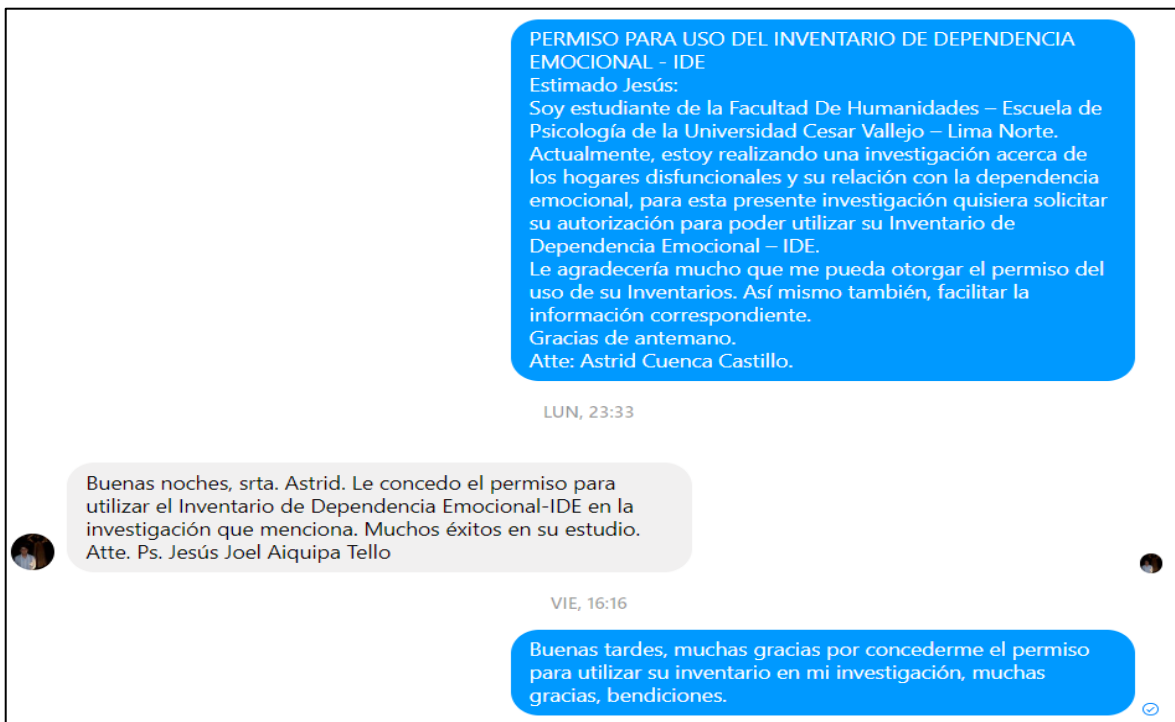 PERMISO PARA USO DEL INVENTARIO DE DEPENDENCIA
EMOCIONAL - IDE
Estimado Jesús:
Soy estudiante de la Facultad De Humanidades – Escuela de
Psicología de la Universidad Cesar Vallejo – Lima Norte.
Actualmente, estoy realizando una investigación acerca de
los hogares disfuncionales y su relación con la dependencia
emocional, para esta presente investigación quisiera solicitar
su autorización para poder utilizar su Inventario de
Dependencia Emocional – IDE.
Le agradecería mucho que me pueda otorgar el permiso del
uso de su Inventarios. Así mismo también, facilitar la
información correspondiente.
Gracias de antemano.
Atte: Astrid Cuenca Castillo.
LUN, 23:33
Buenas noches, srta. Astrid. Le concedo el permiso para
utilizar el Inventario de Dependencia Emocional-IDE en la
investigación que menciona. Muchos éxitos en su estudio.
Atte. Ps. Jesús Joel Aiquipa Tello
VIE, 16:16
Buenas tardes, muchas gracias por concederme el permiso
para utilizar su inventario en mi investigación, muchas
gracias, bendiciones.